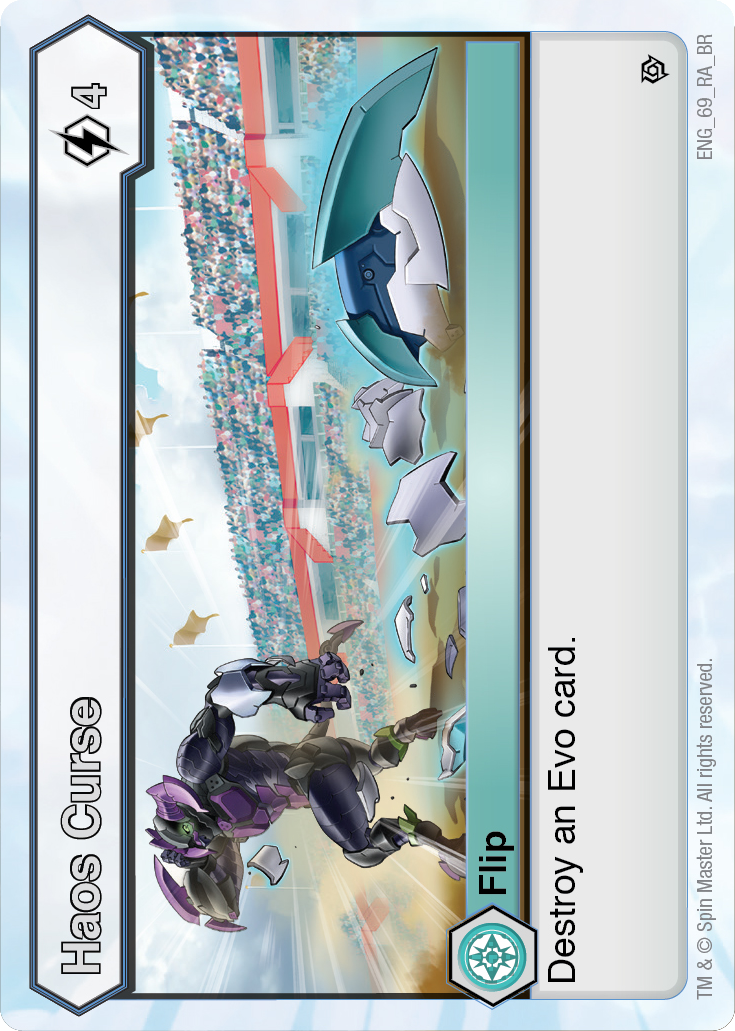 Haos Curse
4
Flip
Destroy an Evo card.
TM & © Spin Master Ltd. All rights reserved.
ENG_69_RA_BR